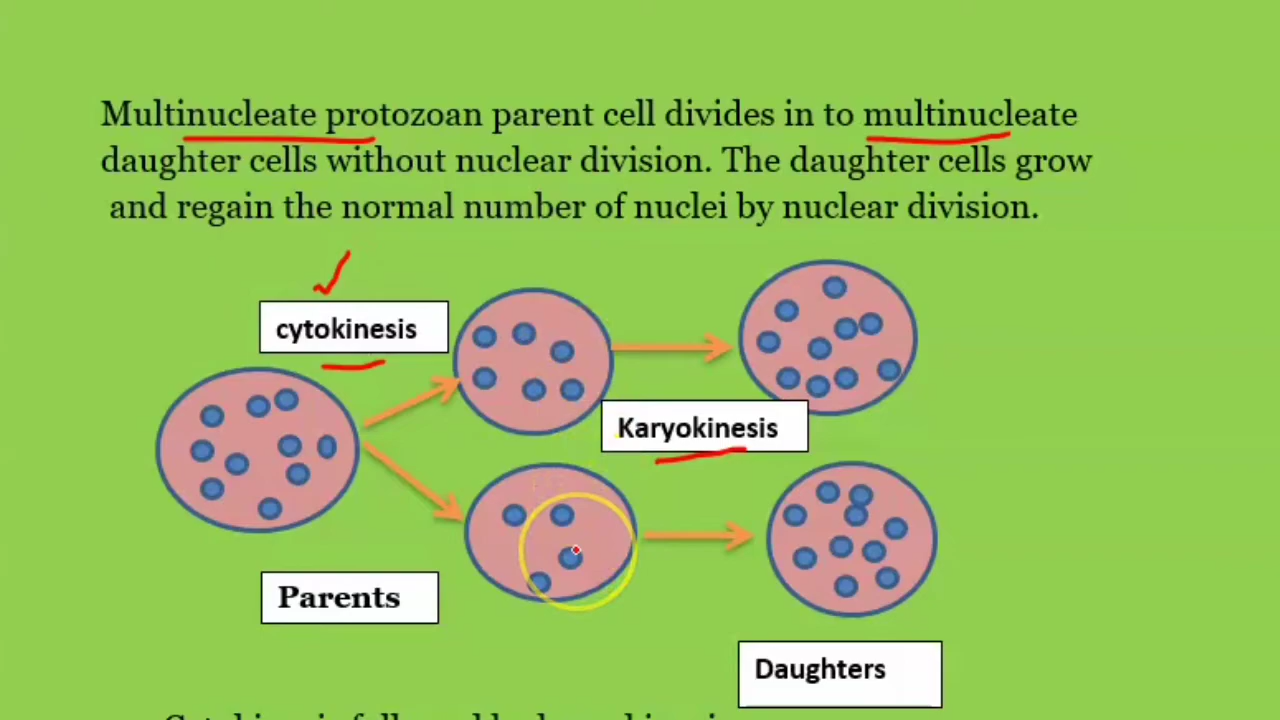 Multinucleate protozoan parent cell divides in to multinucleate
daughter cells without nuclear division. The daughter cells grow
and regain the normal number of nuclei by nuclear division.
cytokinesis
Karyokinesis
Parents
Daughters